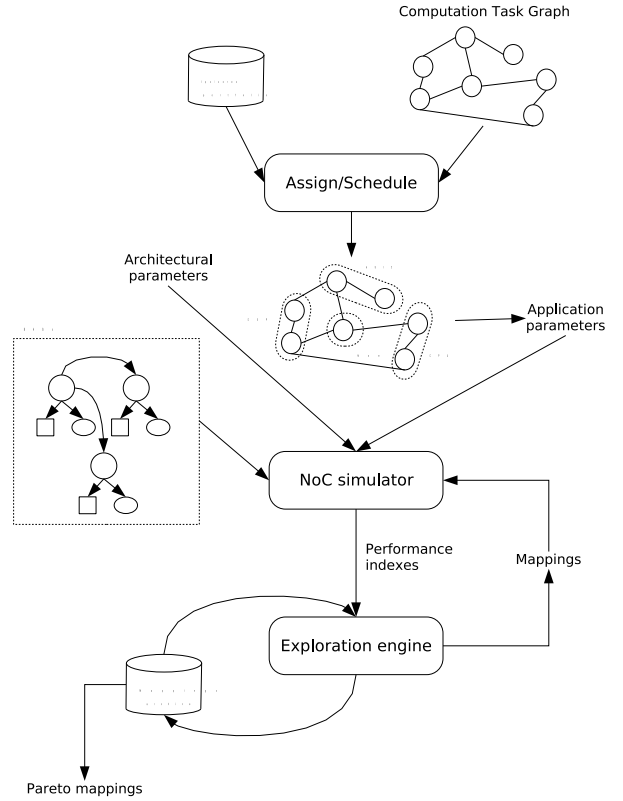 Computation Task Graph
Assign/Schedule
Architectural
parameters
Application
parameters
NoC simulator
Performance
indexes
Mappings
Exploration engine
Pareto mappings